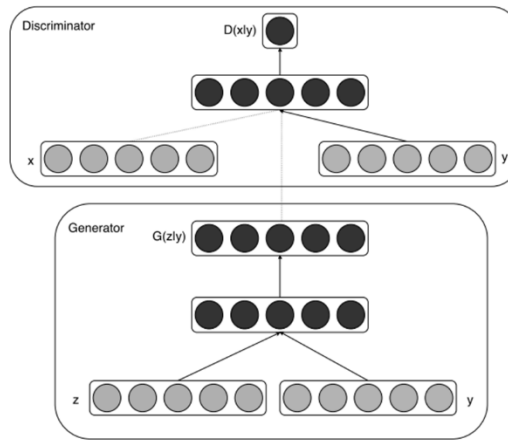 Discriminator
D(x|y)
x
y
Generator
G(z|y)
z
y